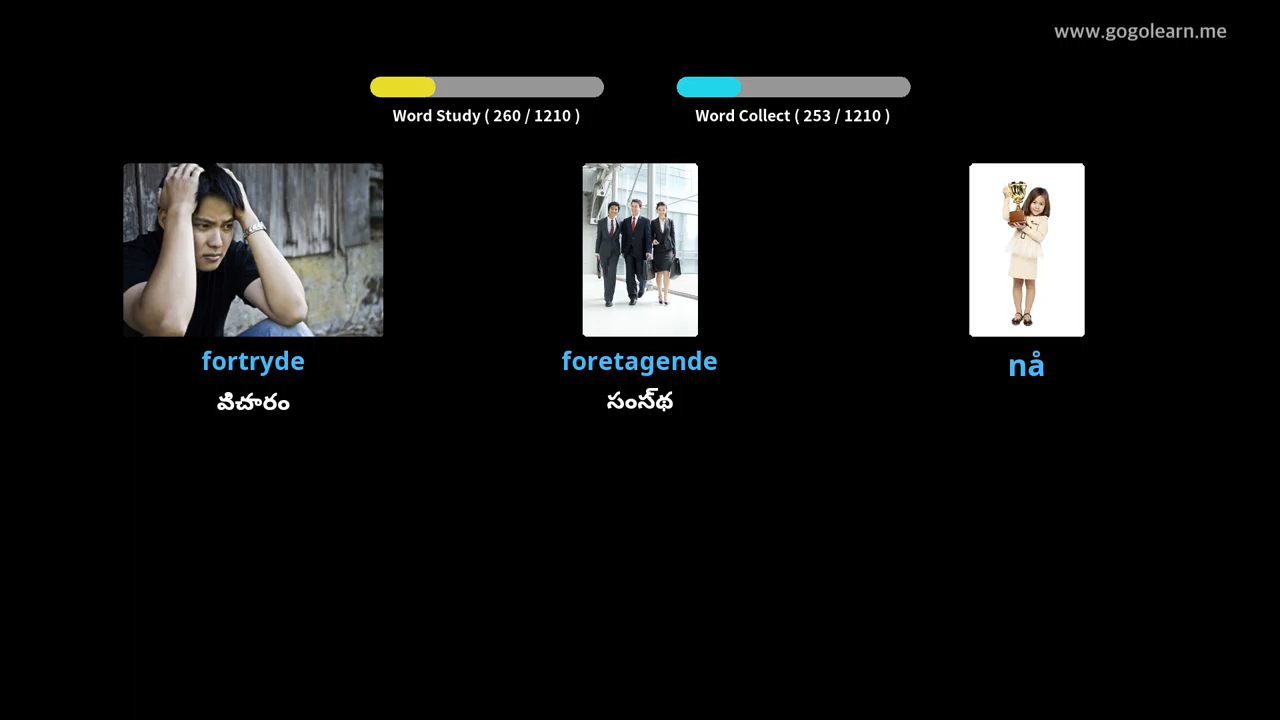 www.gogolearn.me
Word Study ( 260 / 1210 )
Word Collect ( 253 / 1210 )
fortryde
foretagende
nå
విచారం
సంస్థ